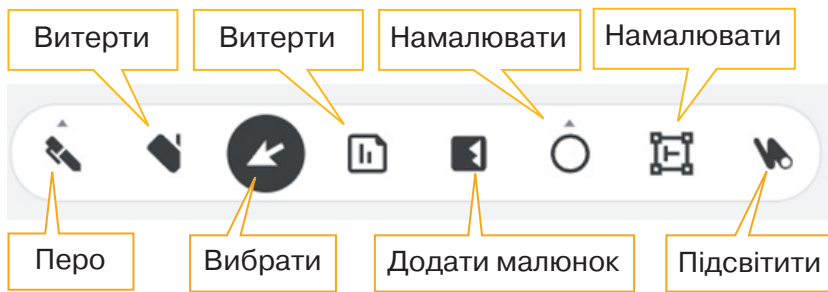 Витерти
Витерти
Намалювати
Намалювати
Перо
Вибрати
Додати малюнок
Підсвітити